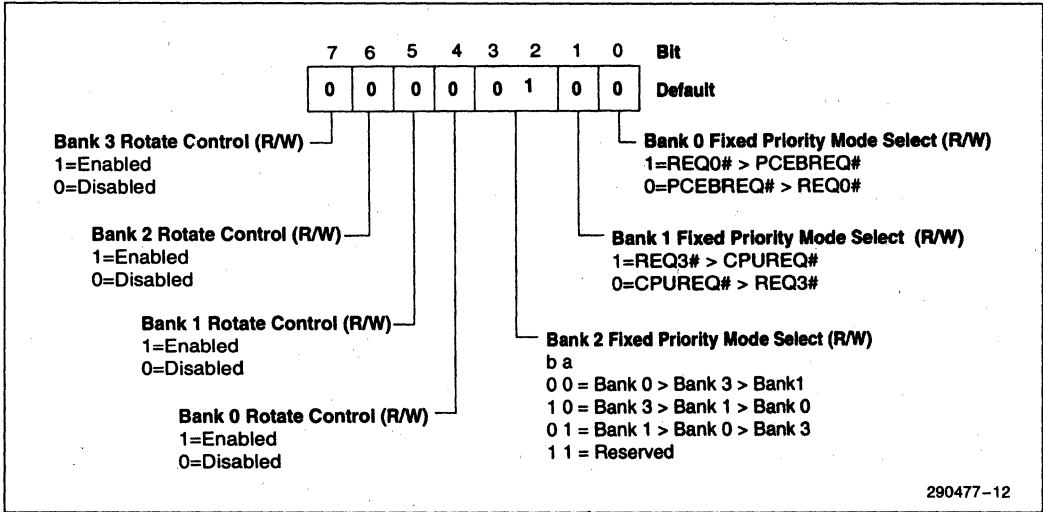 7 6 5 4 3 2 1 0 Bit
0 0 0 0 0 1 0 0 Default
Bank 3 Rotate Control (R/W)
1=Enabled
0=Disabled
Bank 2 Rotate Control (R/W)
1=Enabled
0=Disabled
Bank 1 Rotate Control (R/W)
1=Enabled
0=Disabled
Bank 0 Rotate Control (R/W)
1=Enabled
0=Disabled
Bank 0 Fixed Priority Mode Select (R/W)
1=REQ0# > PCEBREQ#
0=PCEBREQ# > REQ0#
Bank 1 Fixed Priority Mode Select (R/W)
1=REQ3# > CPUREQ#
0=CPUREQ# > REQ3#
Bank 2 Fixed Priority Mode Select (R/W)
b a
0 0 = Bank 0 > Bank 3 > Bank1
1 0 = Bank 3 > Bank 1 > Bank 0
0 1 = Bank 1 > Bank 0 > Bank 3
1 1 = Reserved
290477-12